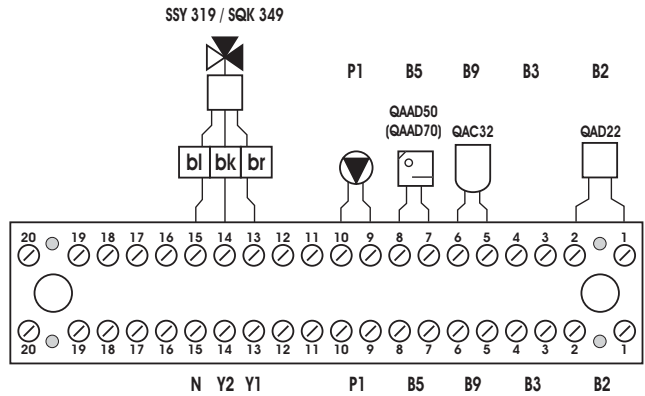 SSY 319 / SQK 349
P1 B5 B9 B3 B2
QAAD50
(QAAD70) QAC32 QAD22
bl bk br
20 19 18 17 16 15 14 13 12 11 10 9 8 7 6 5 4 3 2 1
20 19 18 17 16 15 14 13 12 11 10 9 8 7 6 5 4 3 2 1
N Y2 Y1 P1 B5 B9 B3 B2